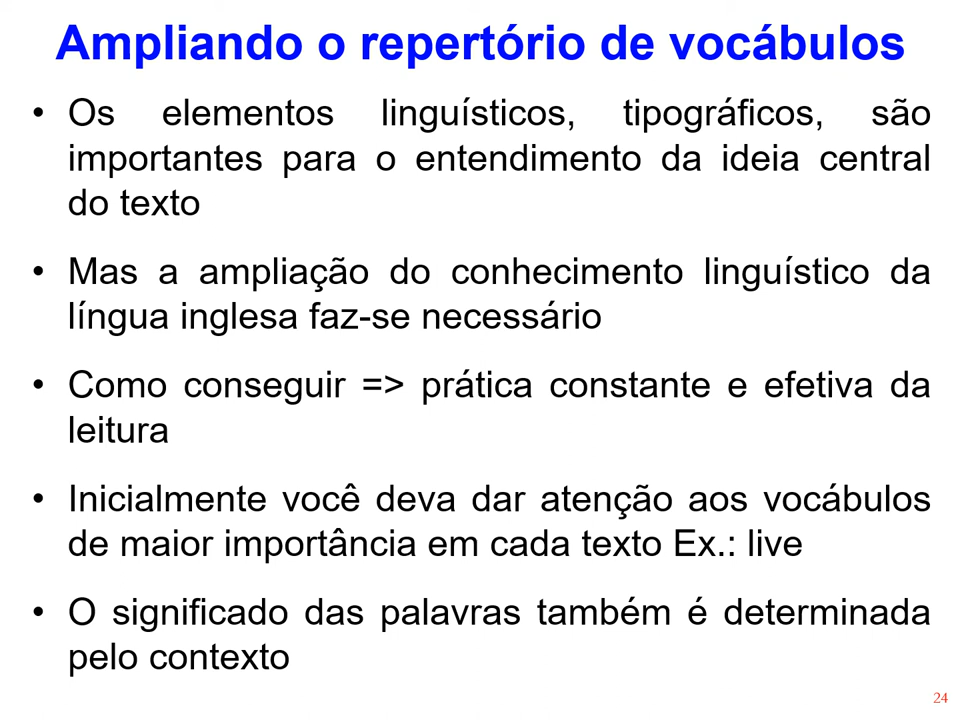 Ampliando o repertório de vocábulos
• Os elementos linguísticos, tipográficos, são
importantes para o entendimento da ideia central
do texto
• Mas a ampliação do conhecimento linguístico da
língua inglesa faz-se necessário
• Como conseguir => prática constante e efetiva da
leitura
• Inicialmente você deva dar atenção aos vocábulos
de maior importância em cada texto Ex.: live
• O significado das palavras também é determinada
pelo contexto
24